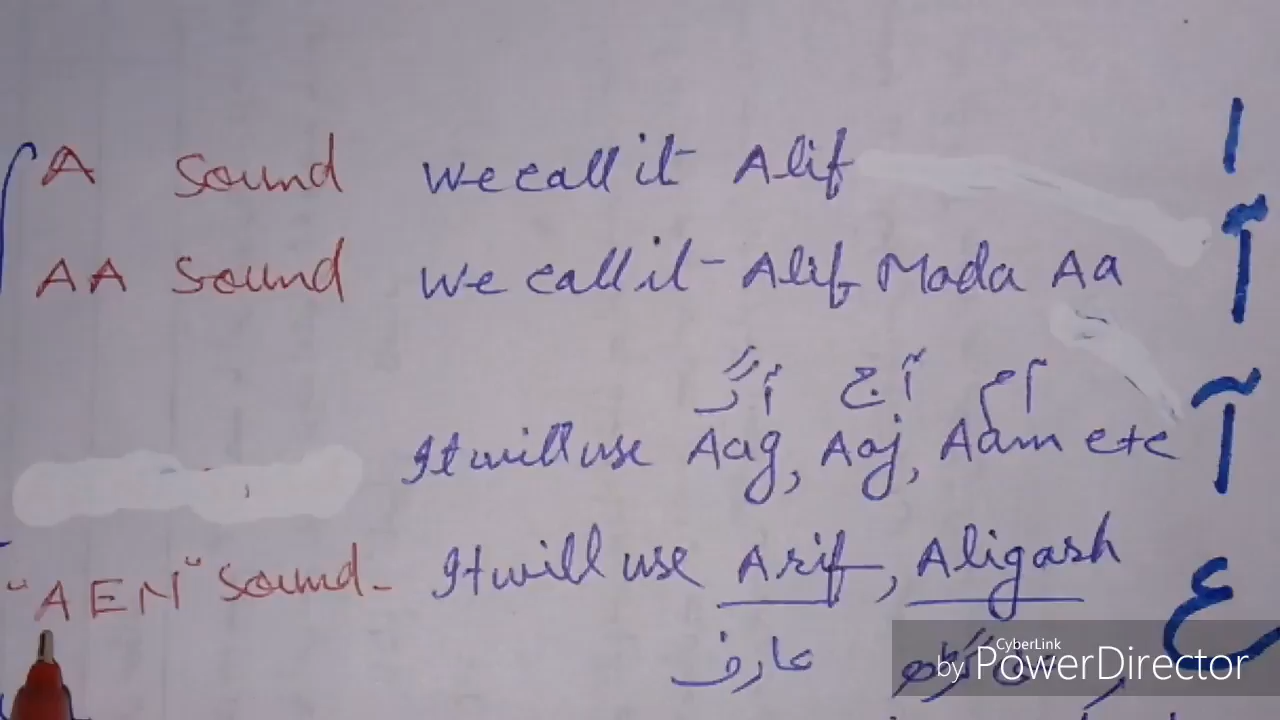 A Sound We call it Alif ا
AA Sound We call it - Alif Mada Aa آ
آگ آج آم
It will use Aag, Aaj, Aam etc آ
"AEN" Sound - It will use Arif, Aligash ع
عارف
CyberLink
by PowerDirector